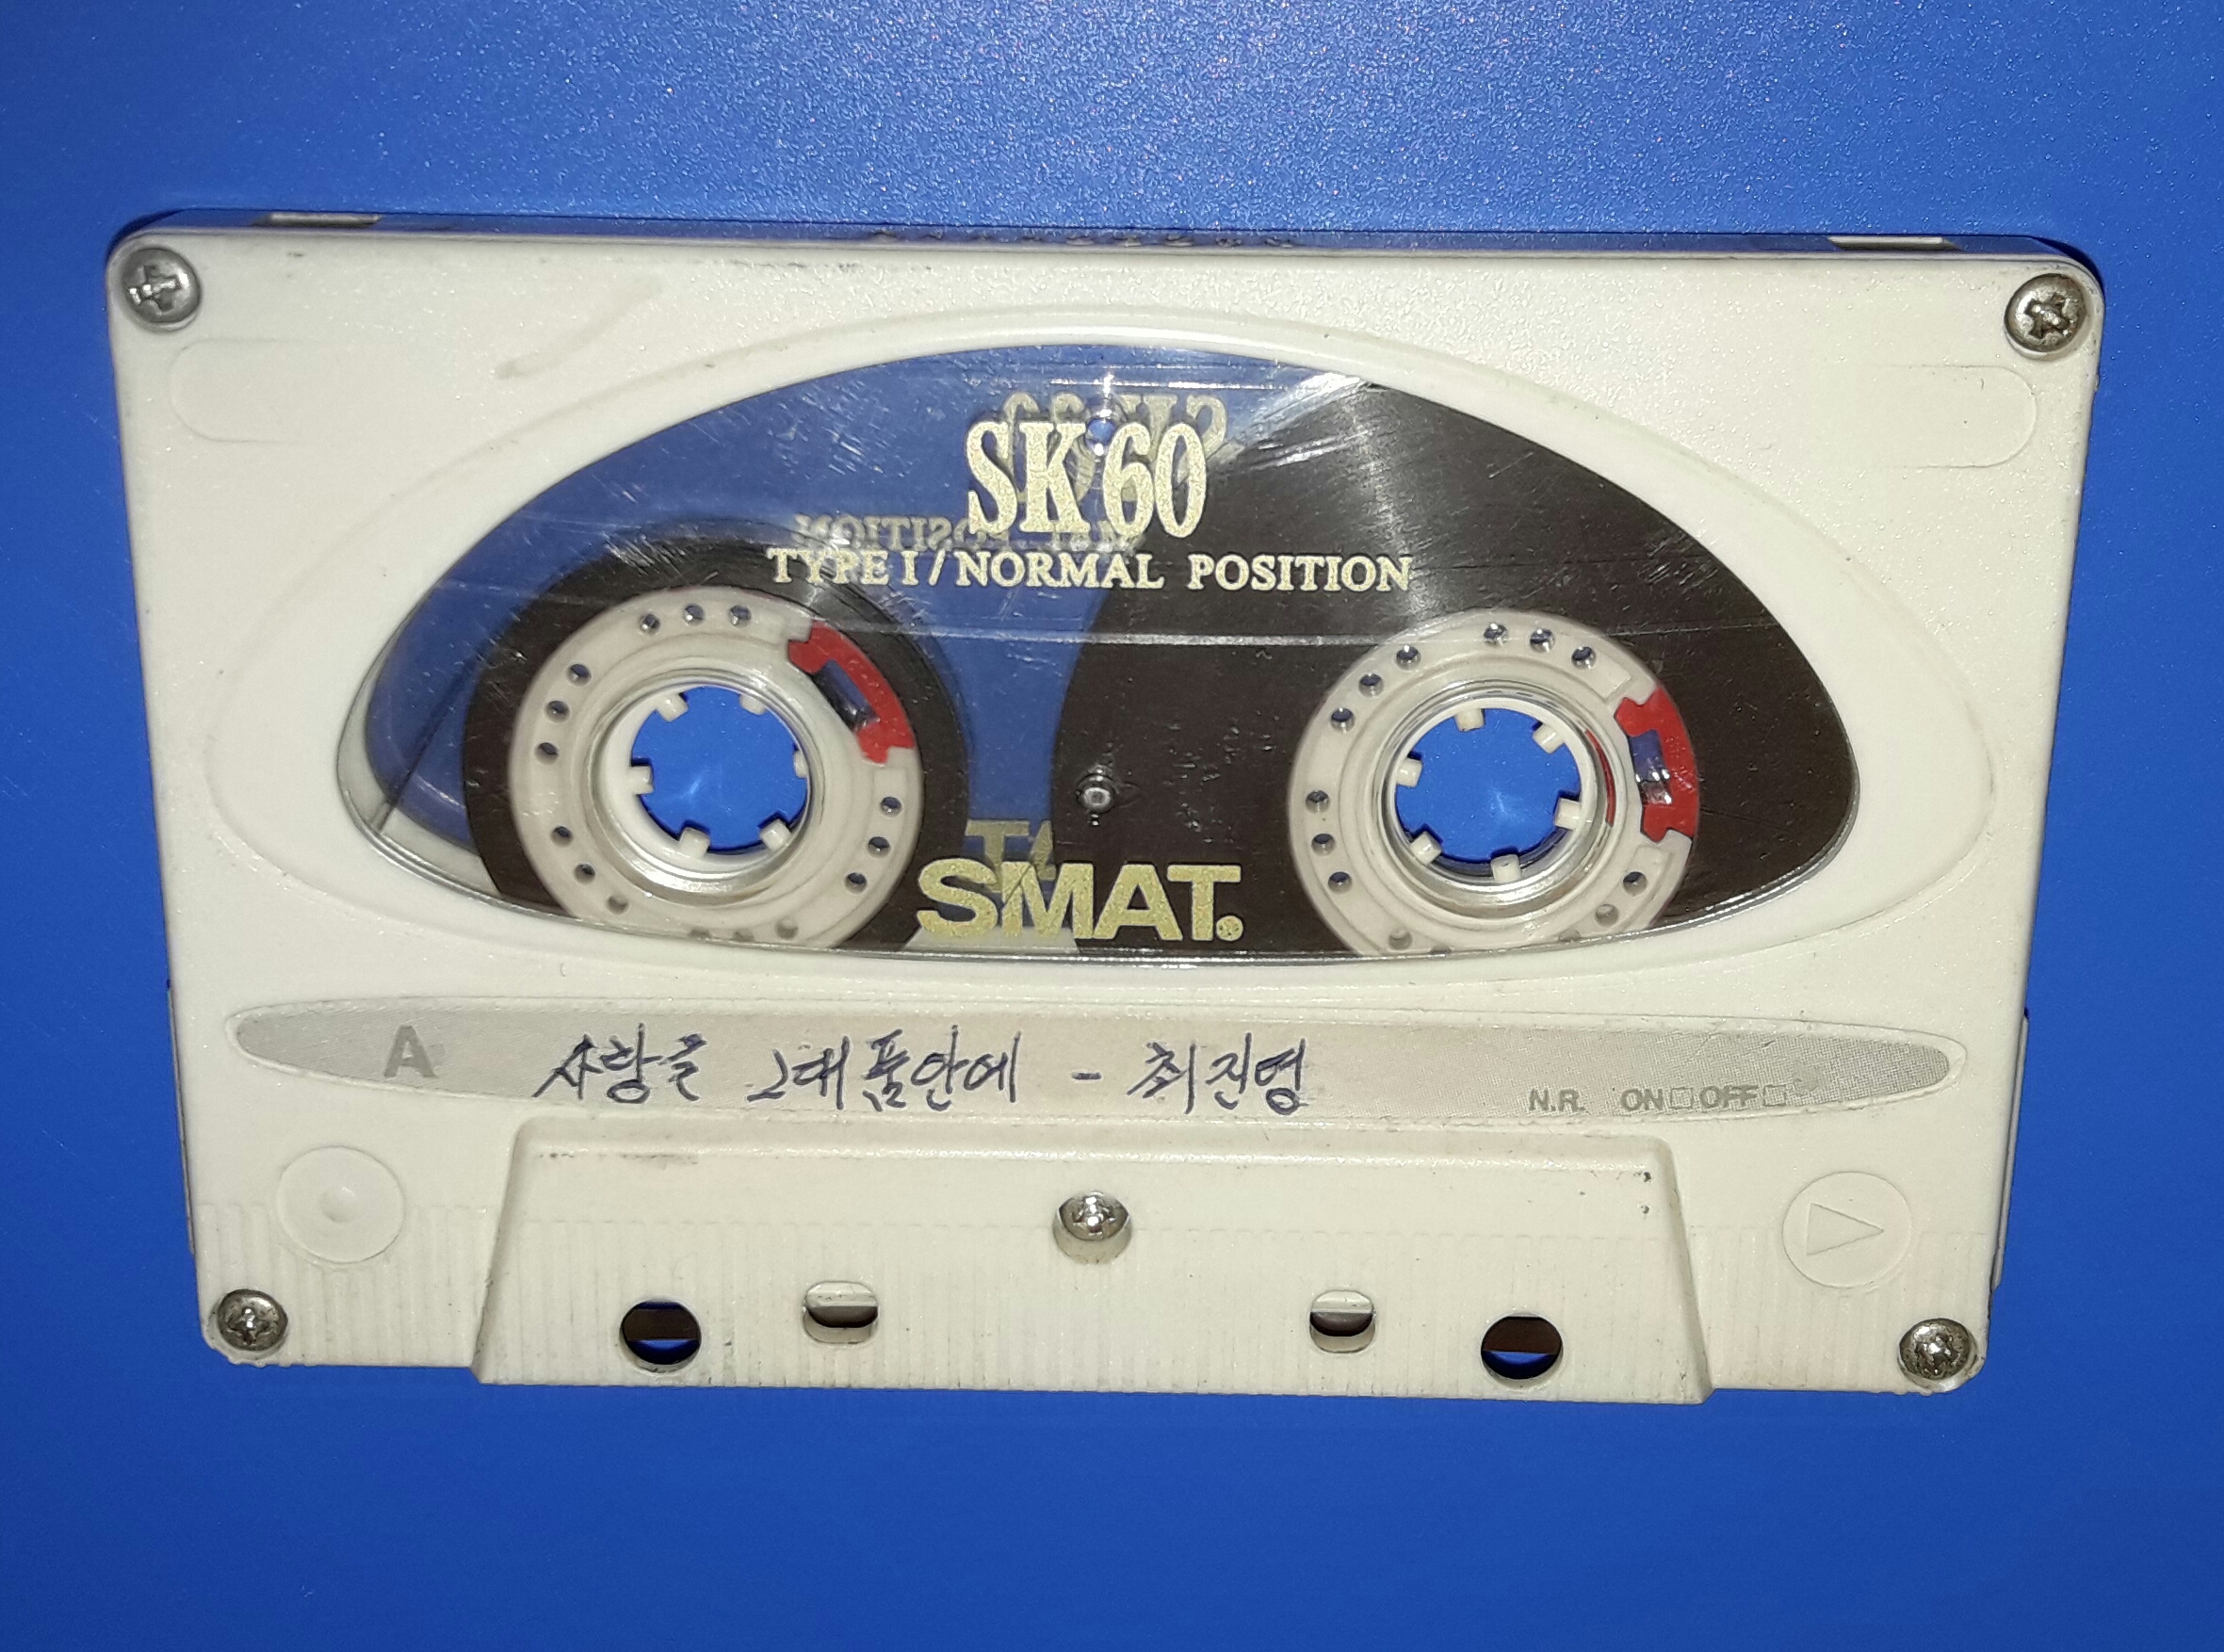 SK 60
TYPE I / NORMAL POSITION
SMAT.
A 사랑을 그대품안에 - 최진영
N.R. ON□ OFF□